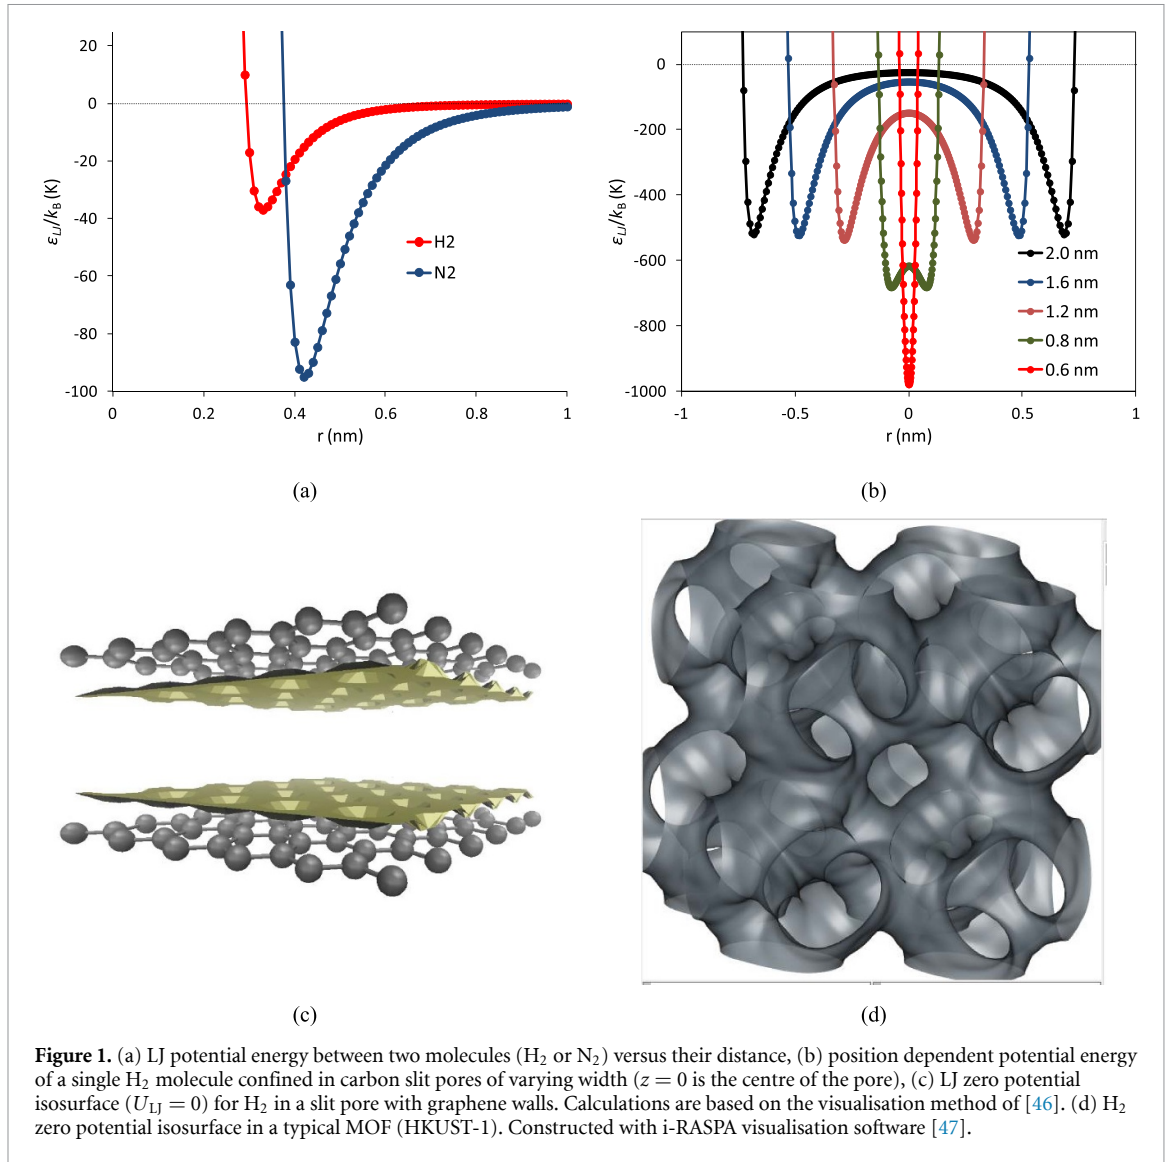 20
0
-20
-40
-60
-80
-100
0
0.2
0.4
0.6
0.8
1
ε_LJ/k_B (K)
r (nm)
H2
N2
(a)
0
-200
-400
-600
-800
-1000
-1
-0.5
0
0.5
1
ε_LJ/k_B (K)
r (nm)
2.0 nm
1.6 nm
1.2 nm
0.8 nm
0.6 nm
(b)
(c)
(d)
Figure 1. (a) LJ potential energy between two molecules (H₂ or N₂) versus their distance, (b) position dependent potential energy
of a single H₂ molecule confined in carbon slit pores of varying width (z = 0 is the centre of the pore), (c) LJ zero potential
isosurface (U_LJ = 0) for H₂ in a slit pore with graphene walls. Calculations are based on the visualisation method of [46]. (d) H₂
zero potential isosurface in a typical MOF (HKUST-1). Constructed with i-RASPA visualisation software [47].